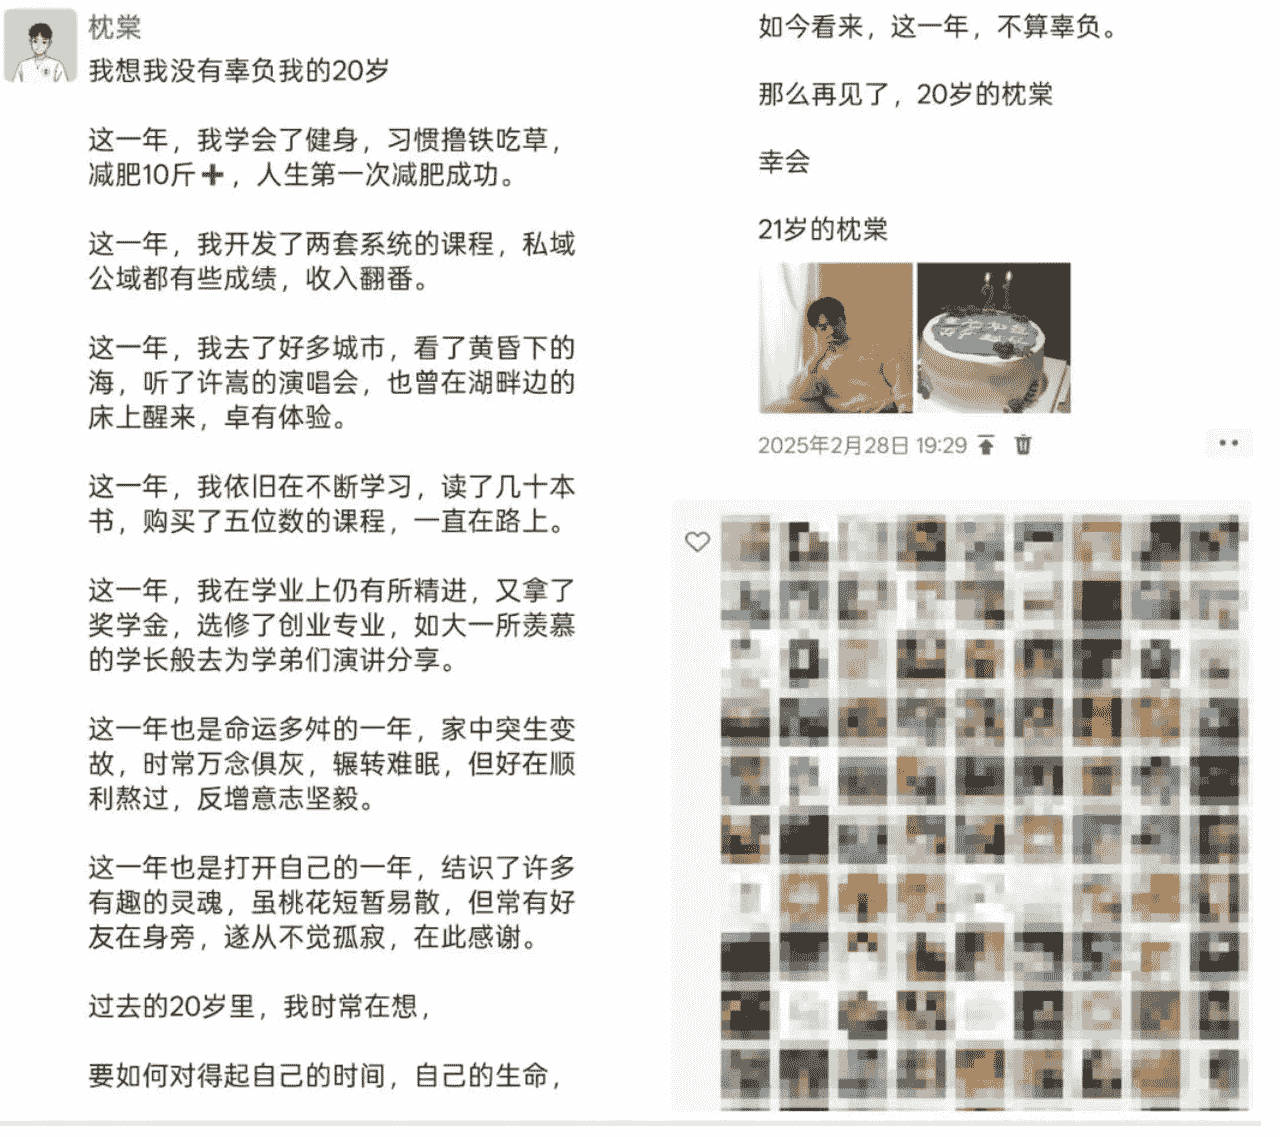 枕棠
我想我没有辜负我的20岁
这一年，我学会了健身，习惯撸铁吃草，
减肥10斤➕，人生第一次减肥成功。
这一年，我开发了两套系统的课程，私域
公域都有些成绩，收入翻番。
这一年，我去了好多城市，看了黄昏下的
海，听了许嵩的演唱会，也曾在湖畔边的
床上醒来，卓有体验。
这一年，我依旧在不断学习，读了几十本
书，购买了五位数的课程，一直在路上。
这一年，我在学业上仍有所精进，又拿了
奖学金，选修了创业专业，如大一所羡慕
的学长般去为学弟们演讲分享。
这一年也是命运多舛的一年，家中突生变
故，时常万念俱灰，辗转难眠，但好在顺
利熬过，反增意志坚毅。
这一年也是打开自己的一年，结识了许多
有趣的灵魂，虽桃花短暂易散，但常有好
友在身旁，遂从不觉孤寂，在此感谢。
过去的20岁里，我时常在想，
要如何对得起自己的时间，自己的生命，
如今看来，这一年，不算辜负。
那么再见了，20岁的枕棠
幸会
21岁的枕棠
21
2025年2月28日 19:29